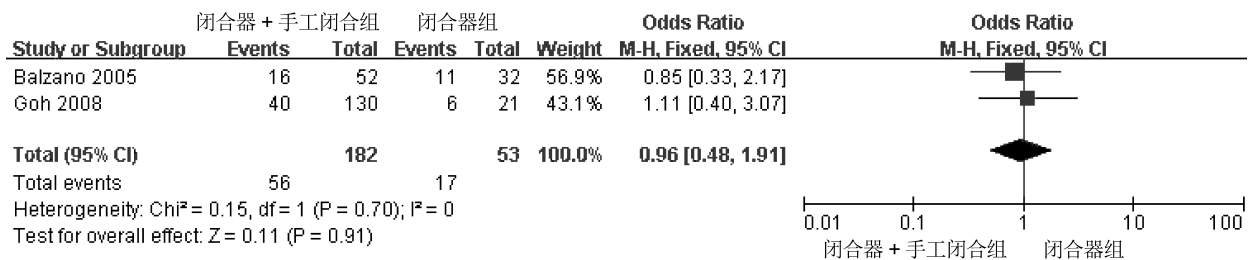 闭合器 + 手工闭合组 闭合器组 Odds Ratio Odds Ratio
Study or Subgroup Events Total Events Total Weight M-H, Fixed, 95% CI M-H, Fixed, 95% CI
Balzano 2005 16 52 11 32 56.9% 0.85 [0.33, 2.17]
Goh 2008 40 130 6 21 43.1% 1.11 [0.40, 3.07]
Total (95% CI) 182 53 100.0% 0.96 [0.48, 1.91]
Total events 56 17
Heterogeneity: Chi² = 0.15, df = 1 (P = 0.70); I² = 0
Test for overall effect: Z = 0.11 (P = 0.91)
0.01 0.1 1 10 100
闭合器 + 手工闭合组 闭合器组